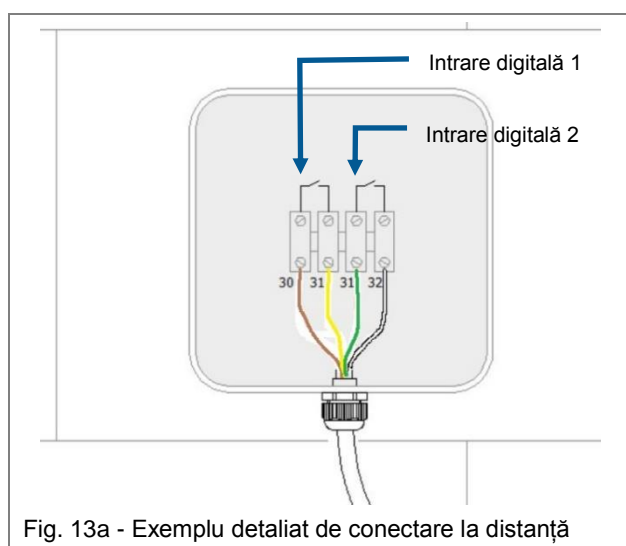 Intrare digitală 1
Intrare digitală 2
30 31 31 32
Fig. 13a - Exemplu detaliat de conectare la distanță